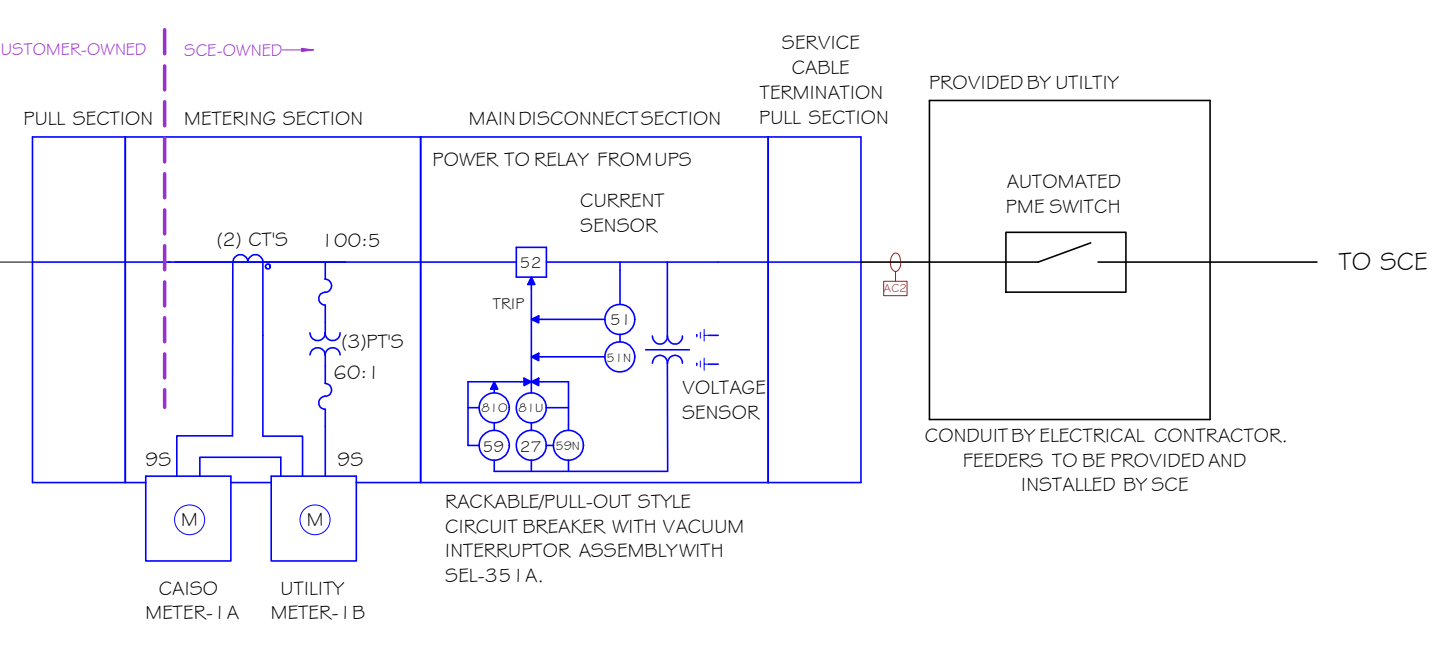 USTOMER-OWNED
SCE-OWNED
PULL SECTION
METERING SECTION
MAIN DISCONNECT SECTION
SERVICE
CABLE
TERMINATION
PULL SECTION
PROVIDED BY UTILTIY
POWER TO RELAY FROM UPS
CURRENT
SENSOR
AUTOMATED
PME SWITCH
(2) CT'S 100:5
52
TO SCE
AC2
TRIP
51
51N
(3)PT'S
60:1
VOLTAGE
SENSOR
81O
81U
59
27
59N
9S
9S
CONDUIT BY ELECTRICAL CONTRACTOR.
FEEDERS TO BE PROVIDED AND
INSTALLED BY SCE
M
M
RACKABLE/PULL-OUT STYLE
CIRCUIT BREAKER WITH VACUUM
INTERRUPTOR ASSEMBLY WITH
SEL-351A.
CAISO
METER-1A
UTILITY
METER-1B